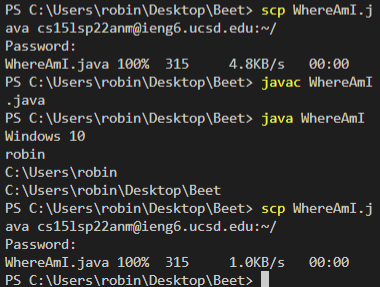 PS C:\Users\robin\Desktop\Beet> scp WhereAmI.j
ava cs15lsp22anm@ieng6.ucsd.edu:~/
Password:
WhereAmI.java 100%  315     4.8KB/s   00:00
PS C:\Users\robin\Desktop\Beet> javac WhereAmI
.java
PS C:\Users\robin\Desktop\Beet> java WhereAmI
Windows 10
robin
C:\Users\robin
C:\Users\robin\Desktop\Beet
PS C:\Users\robin\Desktop\Beet> scp WhereAmI.j
ava cs15lsp22anm@ieng6.ucsd.edu:~/
Password:
WhereAmI.java 100%  315     1.0KB/s   00:00
PS C:\Users\robin\Desktop\Beet>